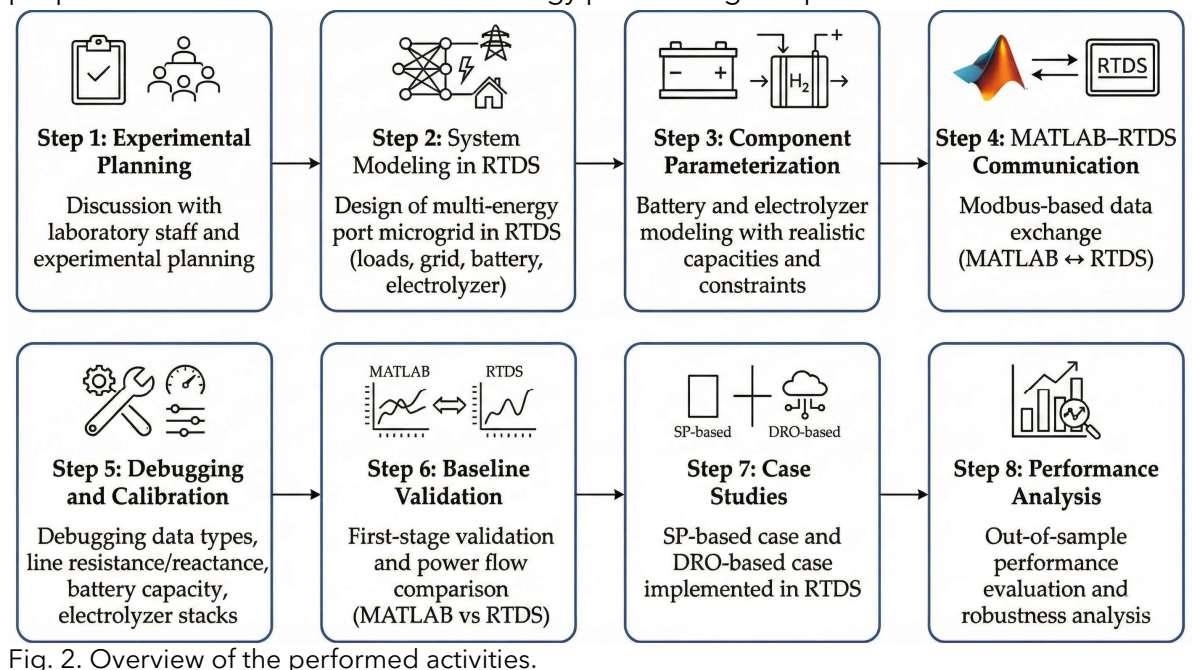 RTDS
Step 1: Experimental
Planning
Discussion with
laboratory staff and
experimental planning
Step 2: System
Modeling in RTDS
Design of multi-energy
port microgrid in RTDS
(loads, grid, battery,
electrolyzer)
H₂
Step 3: Component
Parameterization
Battery and electrolyzer
modeling with realistic
capacities and
constraints
Step 4: MATLAB–RTDS
Communication
Modbus-based data
exchange
(MATLAB ↔ RTDS)
Step 5: Debugging
and Calibration
Debugging data types,
line resistance/reactance,
battery capacity,
electrolyzer stacks
MATLAB RTDS
Step 6: Baseline
Validation
First-stage validation
and power flow
comparison
(MATLAB vs RTDS)
SP-based DRO-based
Step 7: Case
Studies
SP-based case and
DRO-based case
implemented in RTDS
Step 8: Performance
Analysis
Out-of-sample
performance
evaluation and
robustness analysis
Fig. 2. Overview of the performed activities.